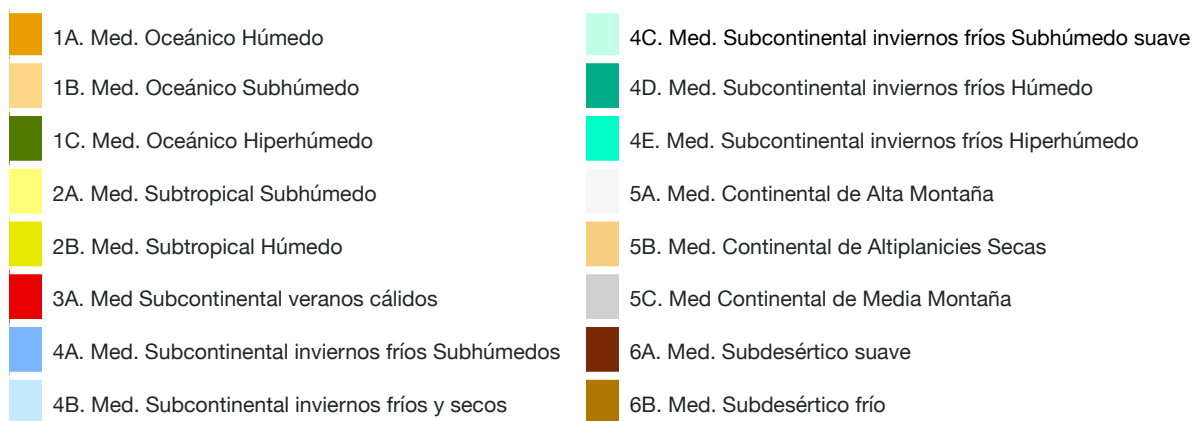 1A. Med. Oceánico Húmedo
1B. Med. Oceánico Subhúmedo
1C. Med. Oceánico Hiperhúmedo
2A. Med. Subtropical Subhúmedo
2B. Med. Subtropical Húmedo
3A. Med Subcontinental veranos cálidos
4A. Med. Subcontinental inviernos fríos Subhúmedos
4B. Med. Subcontinental inviernos fríos y secos
4C. Med. Subcontinental inviernos fríos Subhúmedo suave
4D. Med. Subcontinental inviernos fríos Húmedo
4E. Med. Subcontinental inviernos fríos Hiperhúmedo
5A. Med. Continental de Alta Montaña
5B. Med. Continental de Altiplanicies Secas
5C. Med Continental de Media Montaña
6A. Med. Subdesértico suave
6B. Med. Subdesértico frío